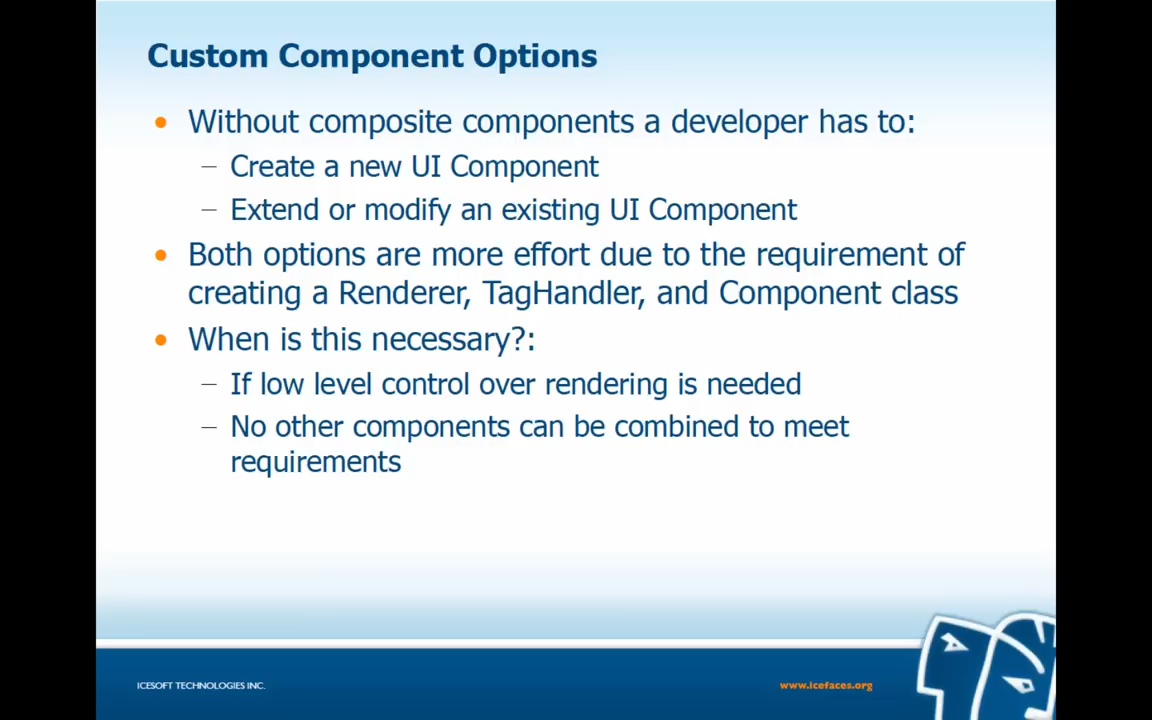 Custom Component Options
• Without composite components a developer has to:
– Create a new UI Component
– Extend or modify an existing UI Component
• Both options are more effort due to the requirement of
creating a Renderer, TagHandler, and Component class
• When is this necessary?:
– If low level control over rendering is needed
– No other components can be combined to meet
requirements
ICESOFT TECHNOLOGIES INC.
www.icefaces.org